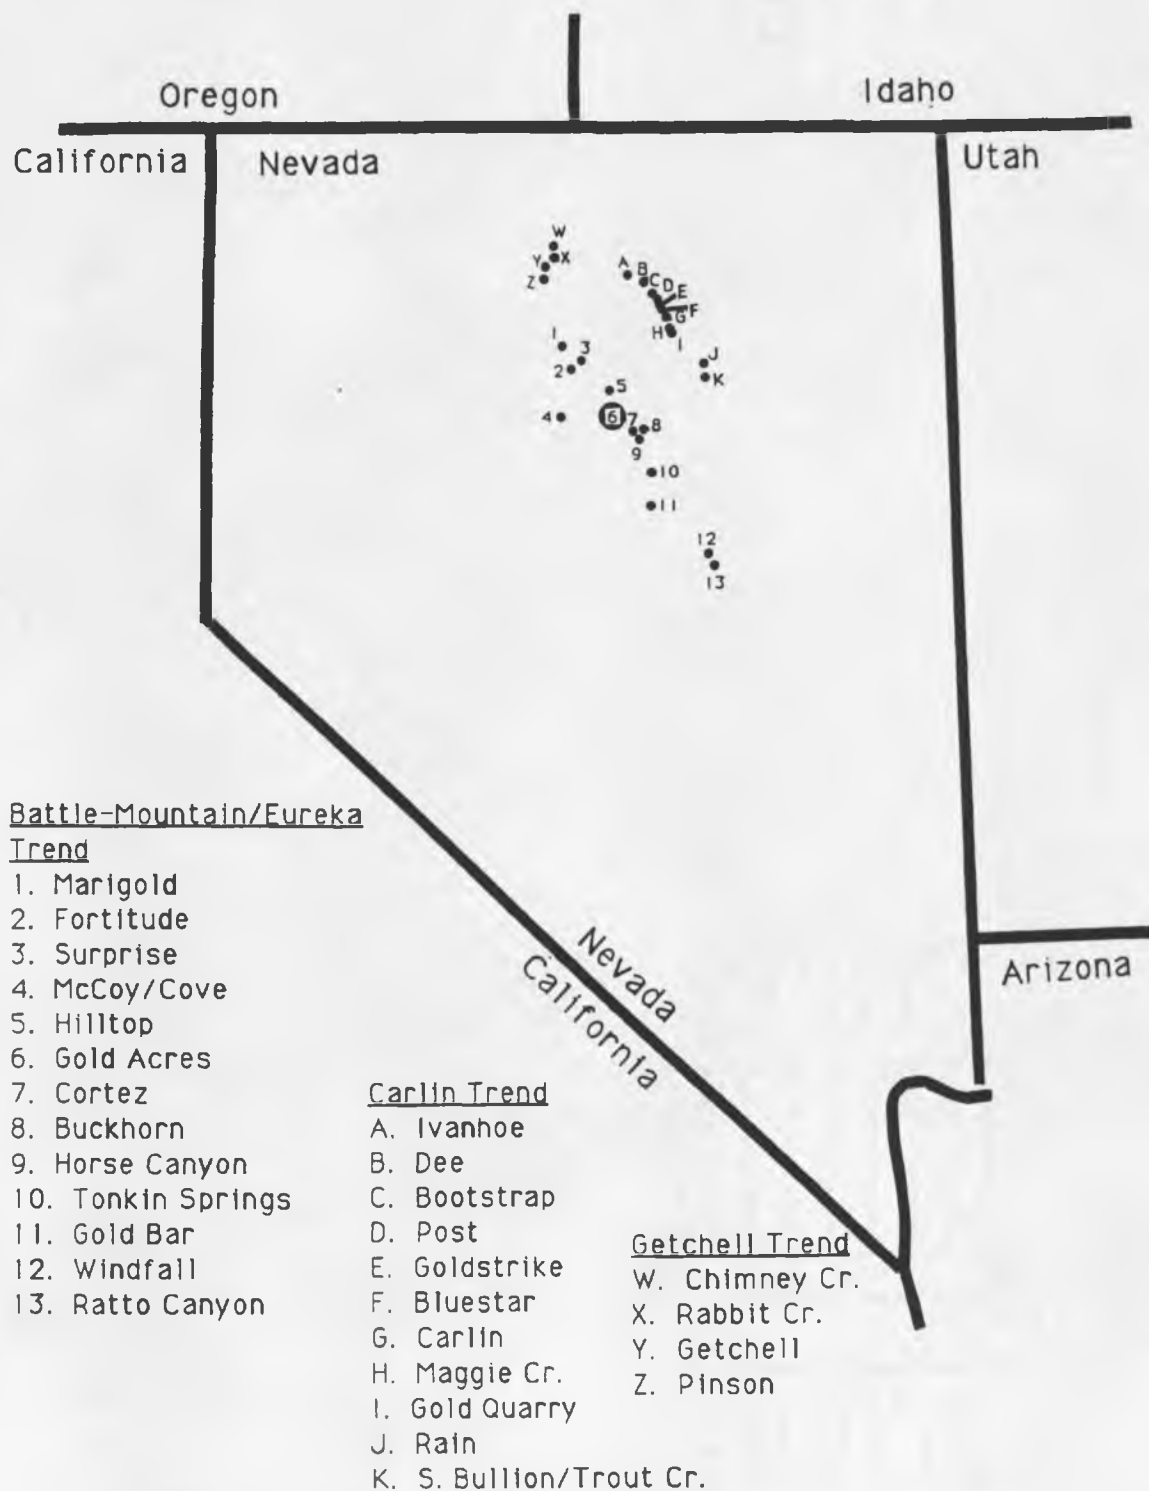 Oregon
Idaho
California
Nevada
Utah
W
X
Y
Z
A
B
C
D
E
F
G
H
I
J
K
1
3
2
5
4
6
7
8
9
10
11
12
13
Nevada
California
Arizona
Battle-Mountain/Eureka
Trend
1. Marigold
2. Fortitude
3. Surprise
4. McCoy/Cove
5. Hilltop
6. Gold Acres
7. Cortez
8. Buckhorn
9. Horse Canyon
10. Tonkin Springs
11. Gold Bar
12. Windfall
13. Ratto Canyon
Carlin Trend
A. Ivanhoe
B. Dee
C. Bootstrap
D. Post
E. Goldstrike
F. Bluestar
G. Carlin
H. Maggie Cr.
I. Gold Quarry
J. Rain
K. S. Bullion/Trout Cr.
Getchell Trend
W. Chimney Cr.
X. Rabbit Cr.
Y. Getchell
Z. Pinson